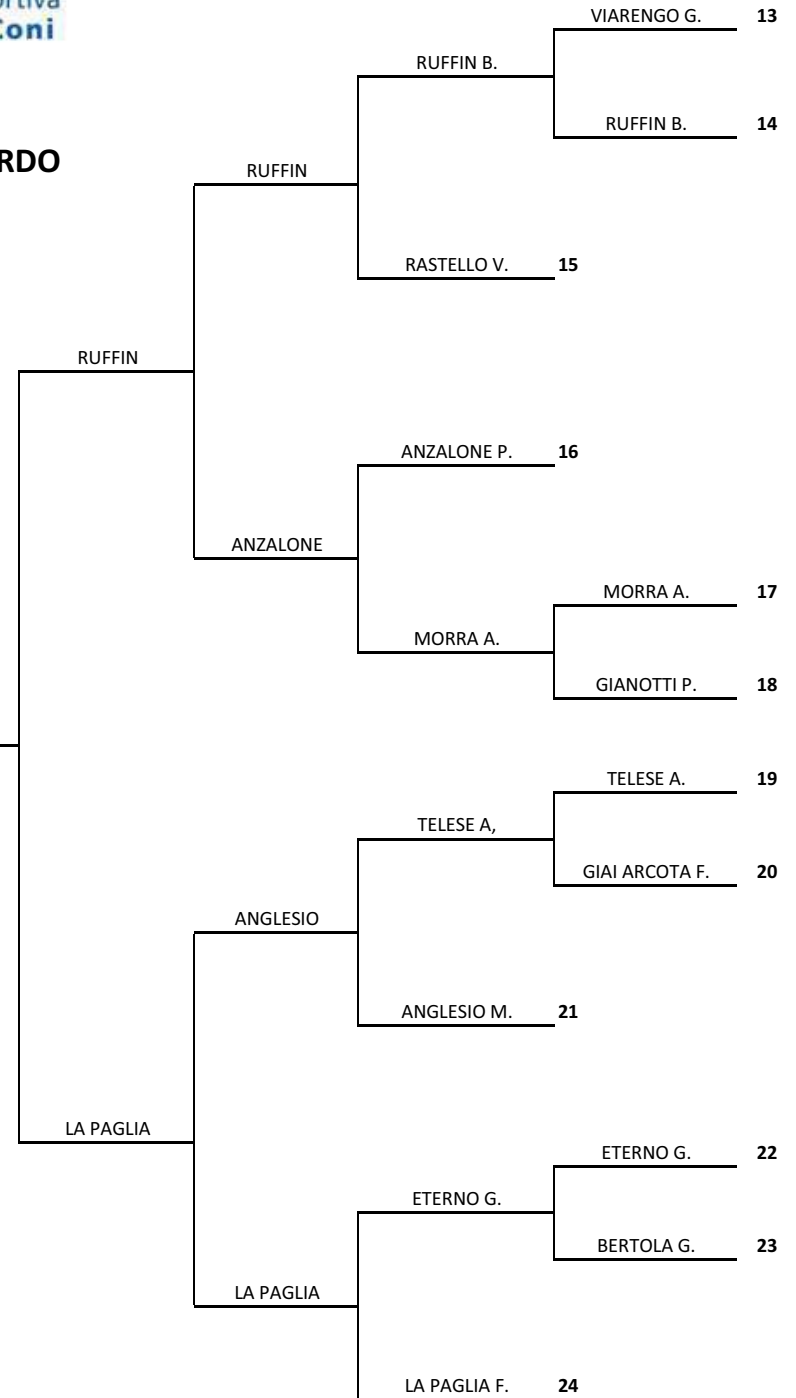 Coni
VIARENGO G. 13
RUFFIN B.
RUFFIN B. 14
RDO
RUFFIN
RASTELLO V. 15
RUFFIN
ANZALONE P. 16
ANZALONE
MORRA A. 17
MORRA A.
GIANOTTI P. 18
TELESE A. 19
TELESE A,
GIAI ARCOTA F. 20
ANGLESIO
ANGLESIO M. 21
LA PAGLIA
ETERNO G. 22
ETERNO G.
BERTOLA G. 23
LA PAGLIA
LA PAGLIA F. 24